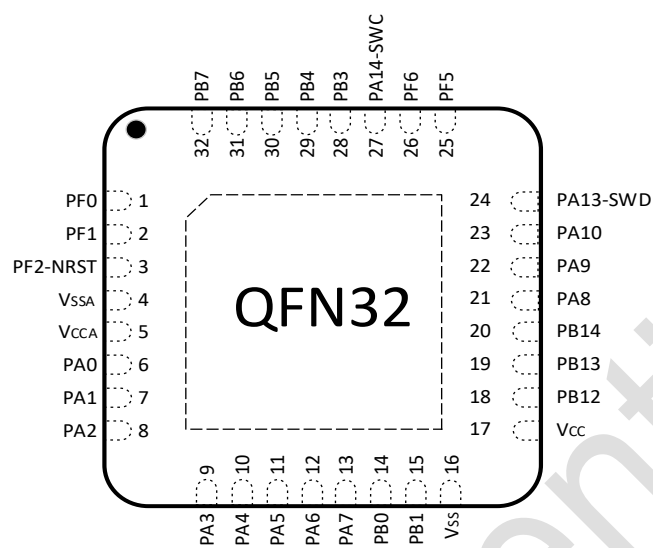 PB7
PB6
PB5
PB4
PB3
PA14-SWC
PF6
PF5
32
31
30
29
28
27
26
25
PF0 1
PF1 2
PF2-NRST 3
VSSA 4
VCCA 5
PA0 6
PA1 7
PA2 8
QFN32
24 PA13-SWD
23 PA10
22 PA9
21 PA8
20 PB14
19 PB13
18 PB12
17 VCC
9
10
11
12
13
14
15
16
PA3
PA4
PA5
PA6
PA7
PB0
PB1
VSS